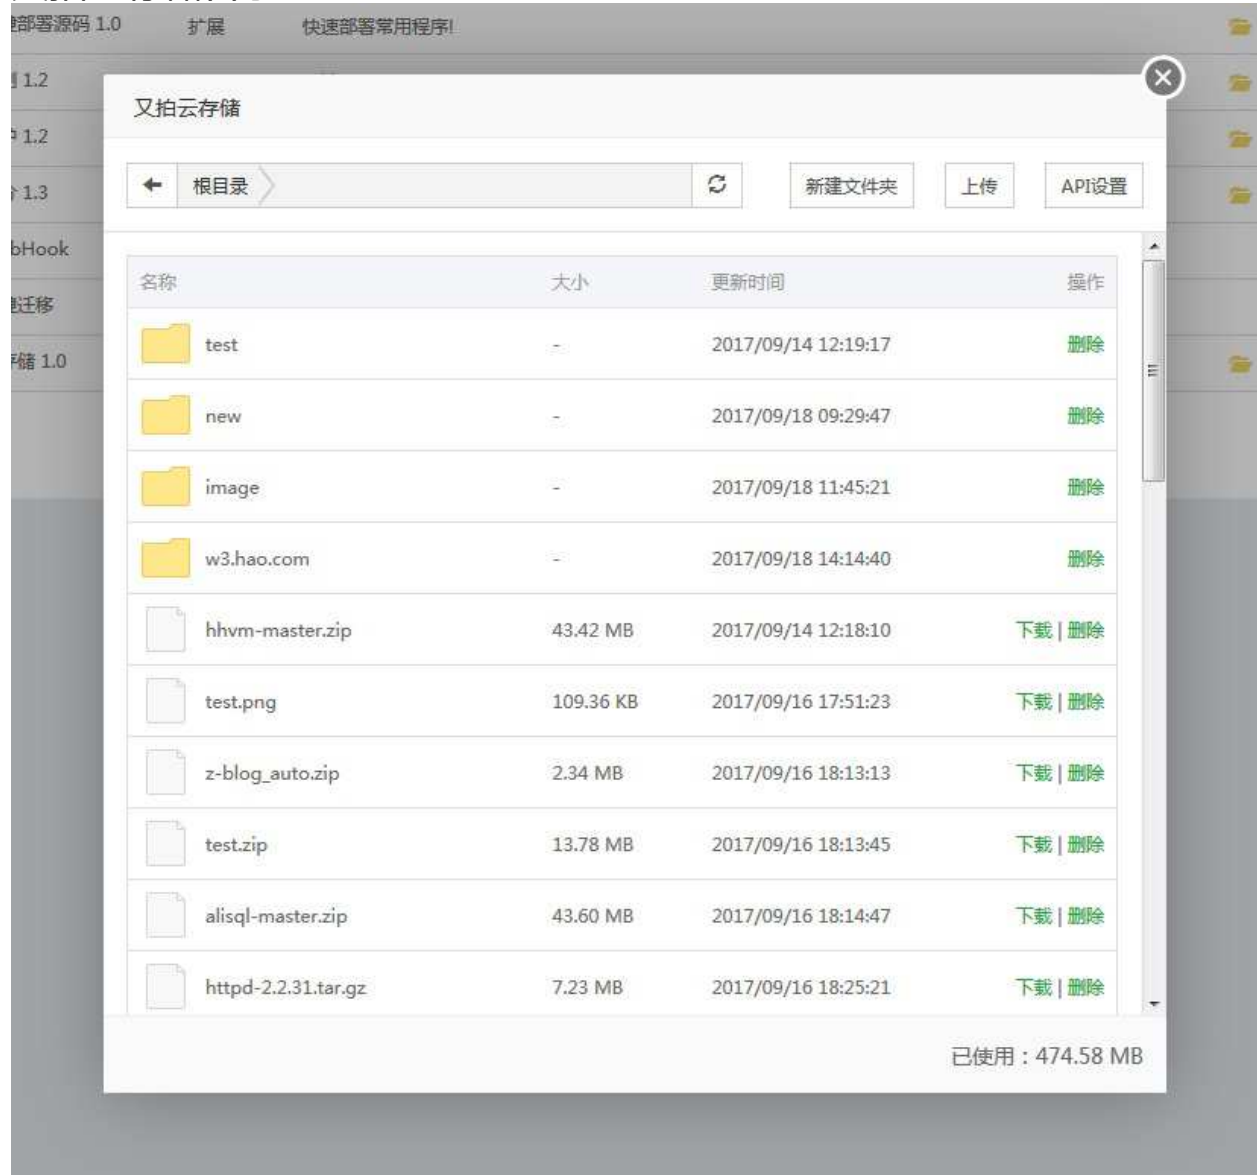 部署源码 1.0 扩展 快速部署常用程序!
1.2
1.2
1.3
bHook
迁移
储 1.0
又拍云存储
根目录 新建文件夹 上传 API设置
名称 大小 更新时间 操作
test - 2017/09/14 12:19:17 删除
new - 2017/09/18 09:29:47 删除
image - 2017/09/18 11:45:21 删除
w3.hao.com - 2017/09/18 14:14:40 删除
hhvm-master.zip 43.42 MB 2017/09/14 12:18:10 下载 | 删除
test.png 109.36 KB 2017/09/16 17:51:23 下载 | 删除
z-blog_auto.zip 2.34 MB 2017/09/16 18:13:13 下载 | 删除
test.zip 13.78 MB 2017/09/16 18:13:45 下载 | 删除
alisql-master.zip 43.60 MB 2017/09/16 18:14:47 下载 | 删除
httpd-2.2.31.tar.gz 7.23 MB 2017/09/16 18:25:21 下载 | 删除
已使用：474.58 MB